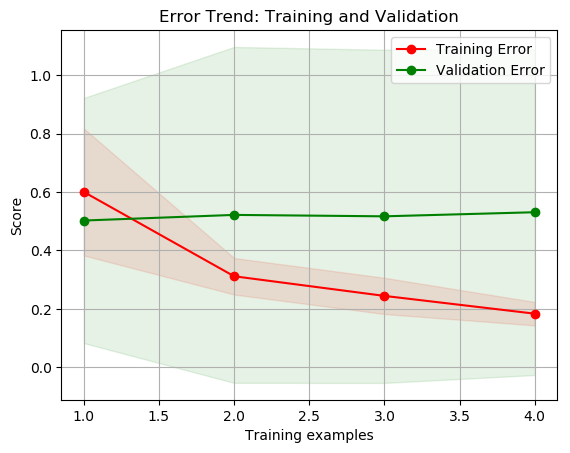 Error Trend: Training and Validation
Training Error
Validation Error
Score
1.0
0.8
0.6
0.4
0.2
0.0
1.0 1.5 2.0 2.5 3.0 3.5 4.0
Training examples